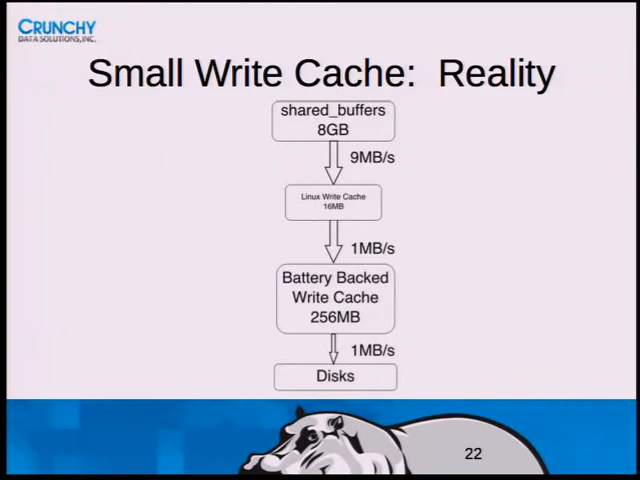 CRUNCHY
DATA SOLUTIONS, INC.
Small Write Cache: Reality
shared_buffers
8GB
9MB/s
Linux Write Cache
16MB
1MB/s
Battery Backed
Write Cache
256MB
1MB/s
Disks
22